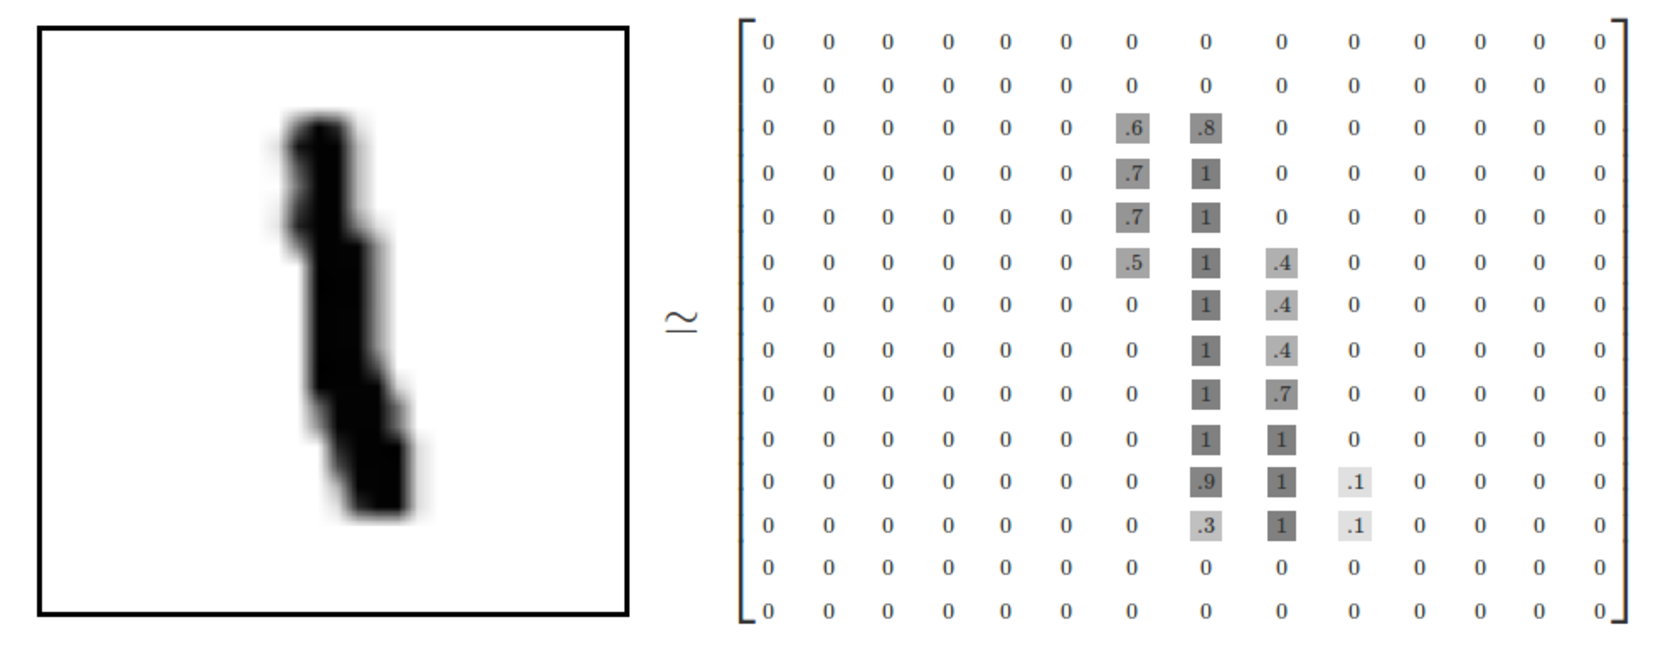 0 0 0 0 0 0 0 0 0 0 0 0 0 0
0 0 0 0 0 0 0 0 0 0 0 0 0 0
0 0 0 0 0 0 .6 .8 0 0 0 0 0 0
0 0 0 0 0 0 .7 1 0 0 0 0 0 0
0 0 0 0 0 0 .7 1 0 0 0 0 0 0
0 0 0 0 0 0 .5 1 .4 0 0 0 0 0
≃ 0 0 0 0 0 0 0 1 .4 0 0 0 0 0
0 0 0 0 0 0 0 1 .4 0 0 0 0 0
0 0 0 0 0 0 0 1 .7 0 0 0 0 0
0 0 0 0 0 0 0 1 1 0 0 0 0 0
0 0 0 0 0 0 0 .9 1 .1 0 0 0 0
0 0 0 0 0 0 0 .3 1 .1 0 0 0 0
0 0 0 0 0 0 0 0 0 0 0 0 0 0
0 0 0 0 0 0 0 0 0 0 0 0 0 0